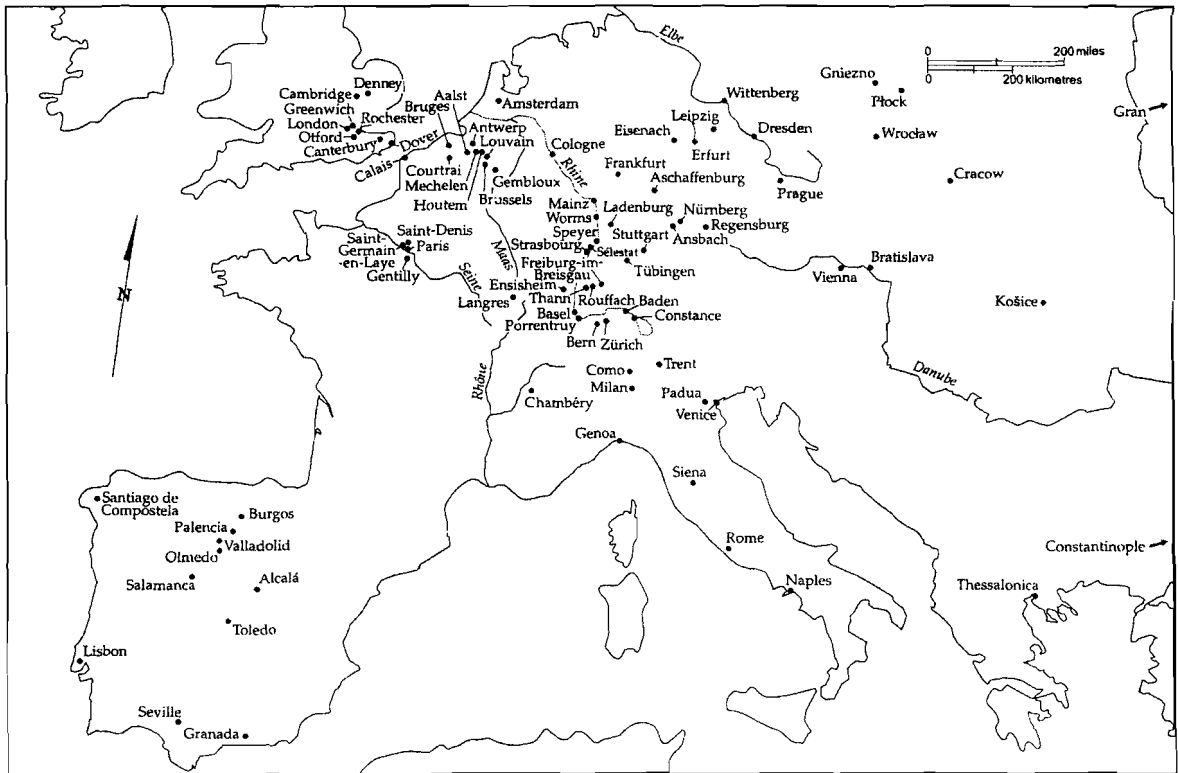 Elbe
0 200 miles
0 200 kilometres
Gniezno
Płock
Gran
Denney
Cambridge
Greenwich
London
Rochester
Otford
Canterbury
Dover
Calais
Aalst
Bruges
Amsterdam
Antwerp
Louvain
Courtrai
Mechelen
Houtem
Brussels
Gembloux
Cologne
Rhine
Wittenberg
Leipzig
Eisenach
Erfurt
Dresden
Wrocław
Frankfurt
Aschaffenburg
Prague
Cracow
Mainz
Worms
Ladenburg
Nürnberg
Speyer
Stuttgart
Regensburg
Ansbach
Strasbourg
Sélestat
Freiburg-im-
Breisgau
Tübingen
Saint-Denis
Paris
Saint-
Germain
-en-Laye
Gentilly
Seine
Maas
Ensisheim
Langres
Thann
Rouffach
Baden
Basel
Constance
Porrentruy
Bern
Zürich
Vienna
Bratislava
Košice
N
Rhône
Chambéry
Como
Milan
Trent
Padua
Venice
Danube
Genoa
Siena
Rome
Naples
Santiago de
Compostela
Burgos
Palencia
Valladolid
Olmedo
Salamanca
Alcalá
Toledo
Lisbon
Seville
Granada
Constantinople
Thessalonica